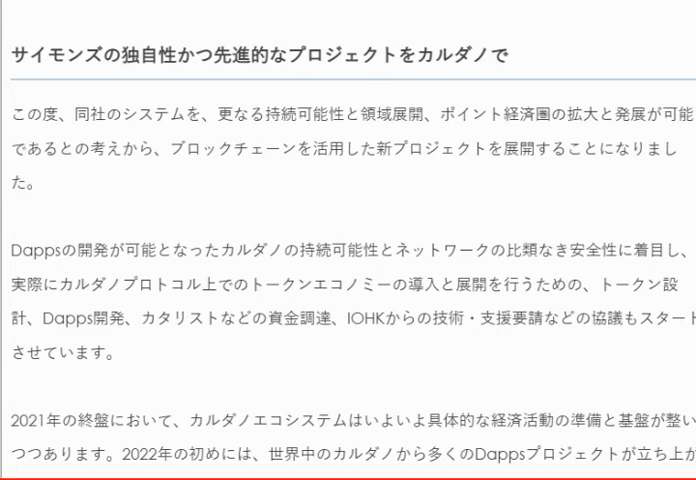 サイモンズの独自性かつ先進的なプロジェクトをカルダノで
この度、同社のシステムを、更なる持続可能性と領域展開、ポイント経済圏の拡大と発展が可能
であるとの考えから、ブロックチェーンを活用した新プロジェクトを展開することになりまし
た。
Dappsの開発が可能となったカルダノの持続可能性とネットワークの比類なき安全性に着目し、
実際にカルダノプロトコル上でのトークンエコノミーの導入と展開を行うための、トークン設
計、Dapps開発、カタリストなどの資金調達、IOHKからの技術・支援要請などの協議もスタート
させています。
2021年の終盤において、カルダノエコシステムはいよいよ具体的な経済活動の準備と基盤が整い
つつあります。2022年の初めには、世界中のカルダノから多くのDappsプロジェクトが立ち上が